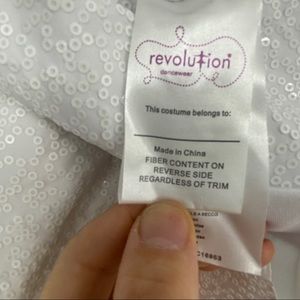 revolution
dancewear
This costume belongs to:
Made in China
FIBER CONTENT ON
REVERSE SIDE
REGARDLESS OF TRIM